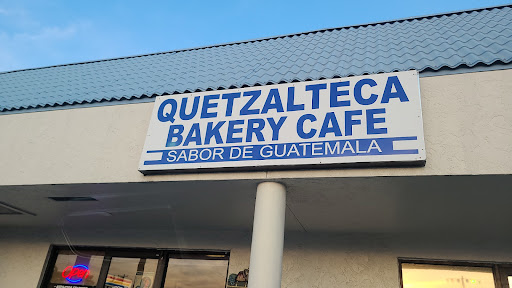 QUETZALTECA
BAKERY CAFE
SABOR DE GUATEMALA